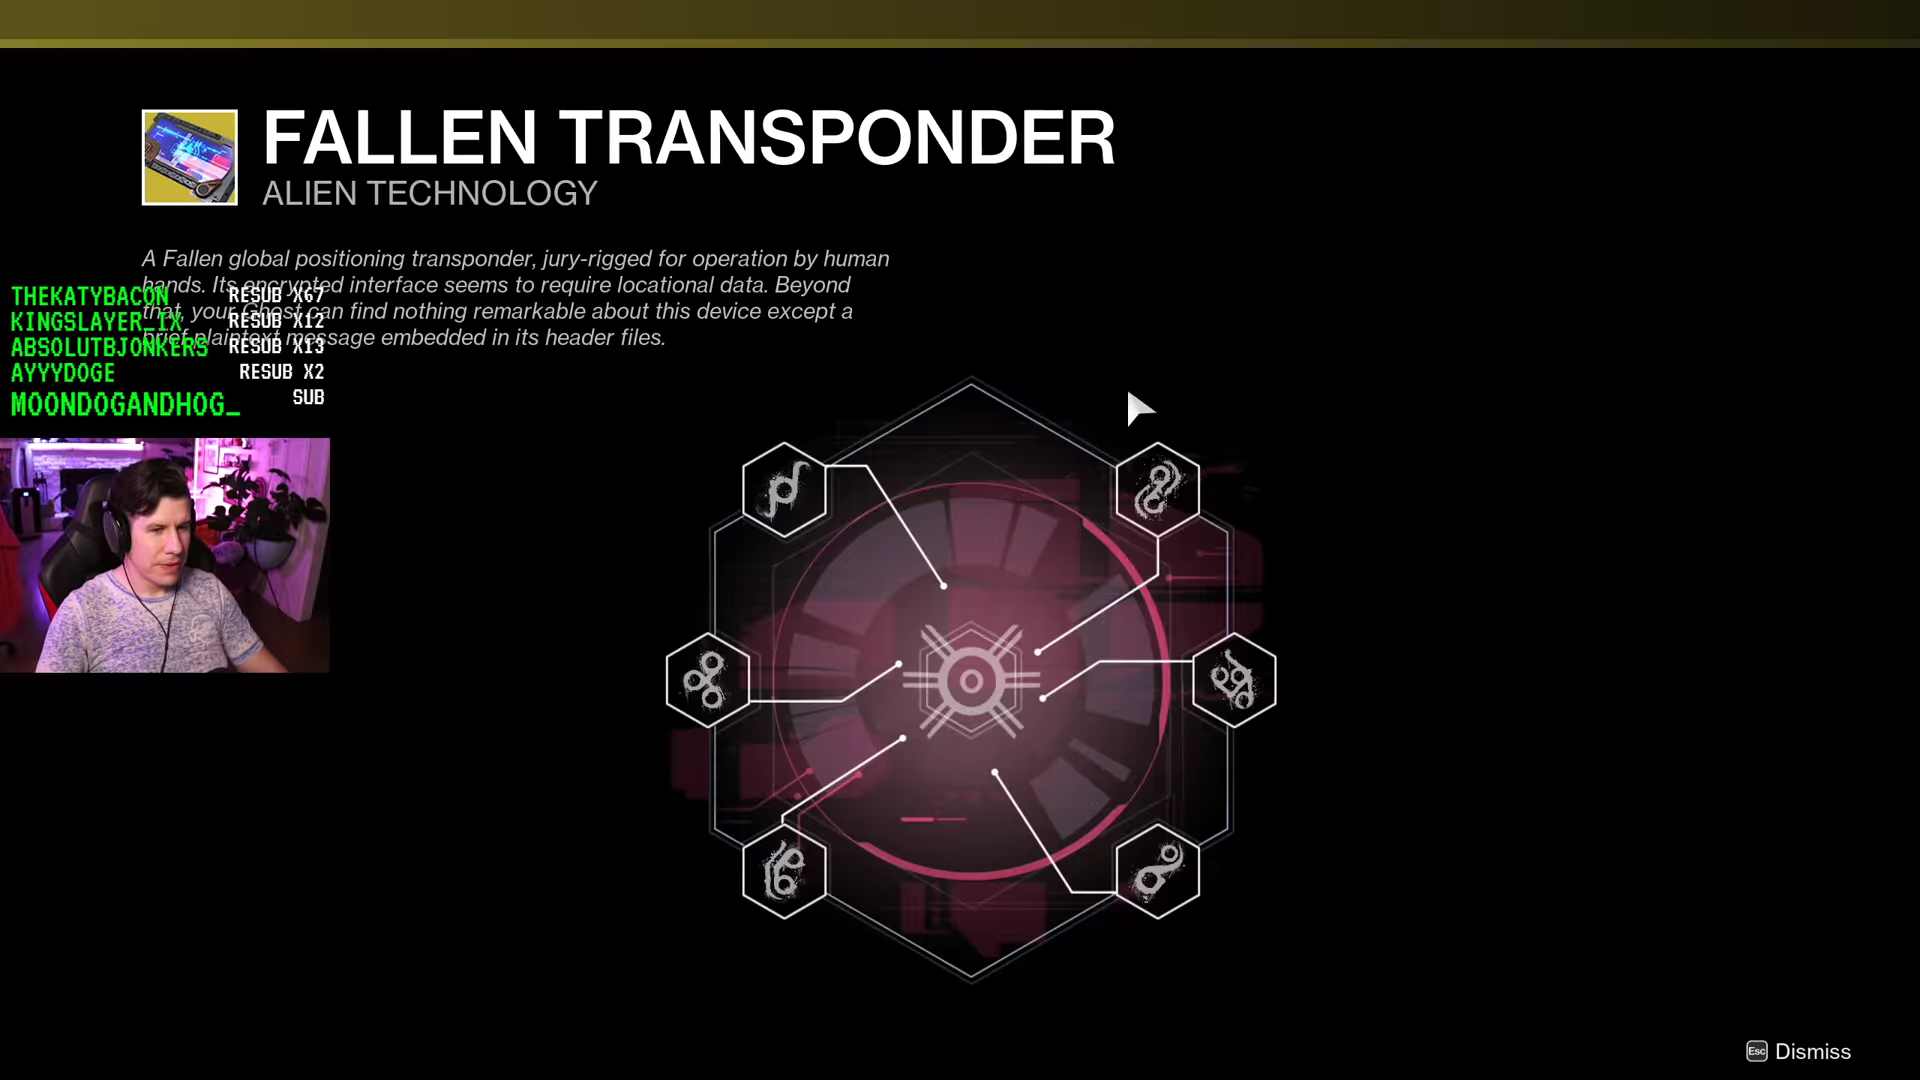 FALLEN TRANSPONDER
ALIEN TECHNOLOGY
A Fallen global positioning transponder, jury-rigged for operation by human
hands. Its encrypted interface seems to require locational data. Beyond
that, your Ghost can find nothing remarkable about this device except a
brief plaintext message embedded in its header files.
THEKATYBACON RESUB X67
KINGSLAYER_IX RESUB X12
ABSOLUTBJONKERS RESUB X13
AYYYDOGE RESUB X2
MOONDOGANDHOG_ SUB
Esc Dismiss